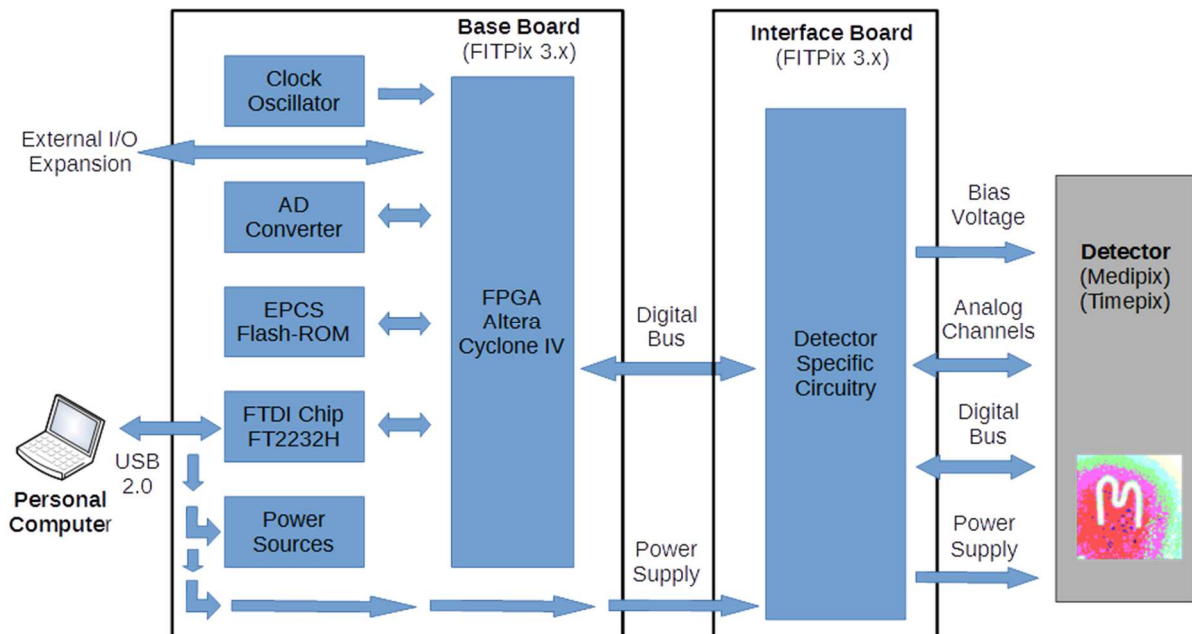 Base Board
(FITPix 3.x)
Clock
Oscillator
External I/O
Expansion
AD
Converter
EPCS
Flash-ROM
FTDI Chip
FT2232H
Power
Sources
FPGA
Altera
Cyclone IV
USB
2.0
Personal
Computer
Digital
Bus
Power
Supply
Interface Board
(FITPix 3.x)
Detector
Specific
Circuitry
Bias
Voltage
Analog
Channels
Digital
Bus
Power
Supply
Detector
(Medipix)
(Timepix)